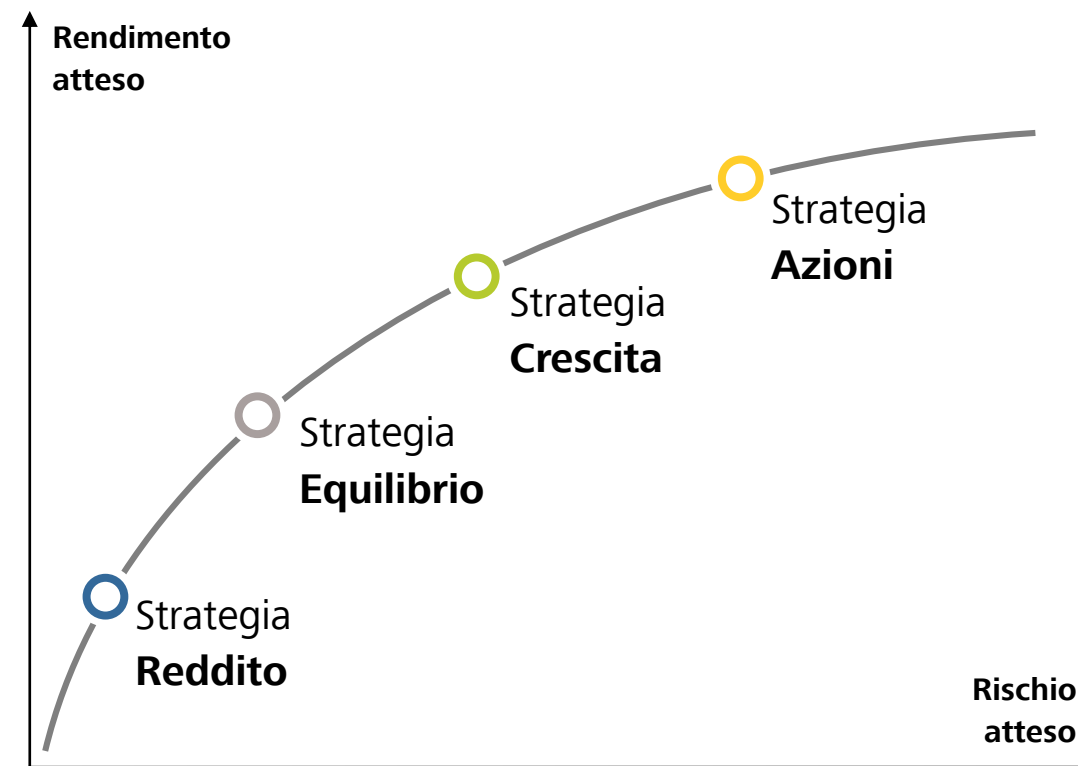 Rendimento
atteso
Strategia
Azioni
Strategia
Crescita
Strategia
Equilibrio
Strategia
Reddito
Rischio
atteso